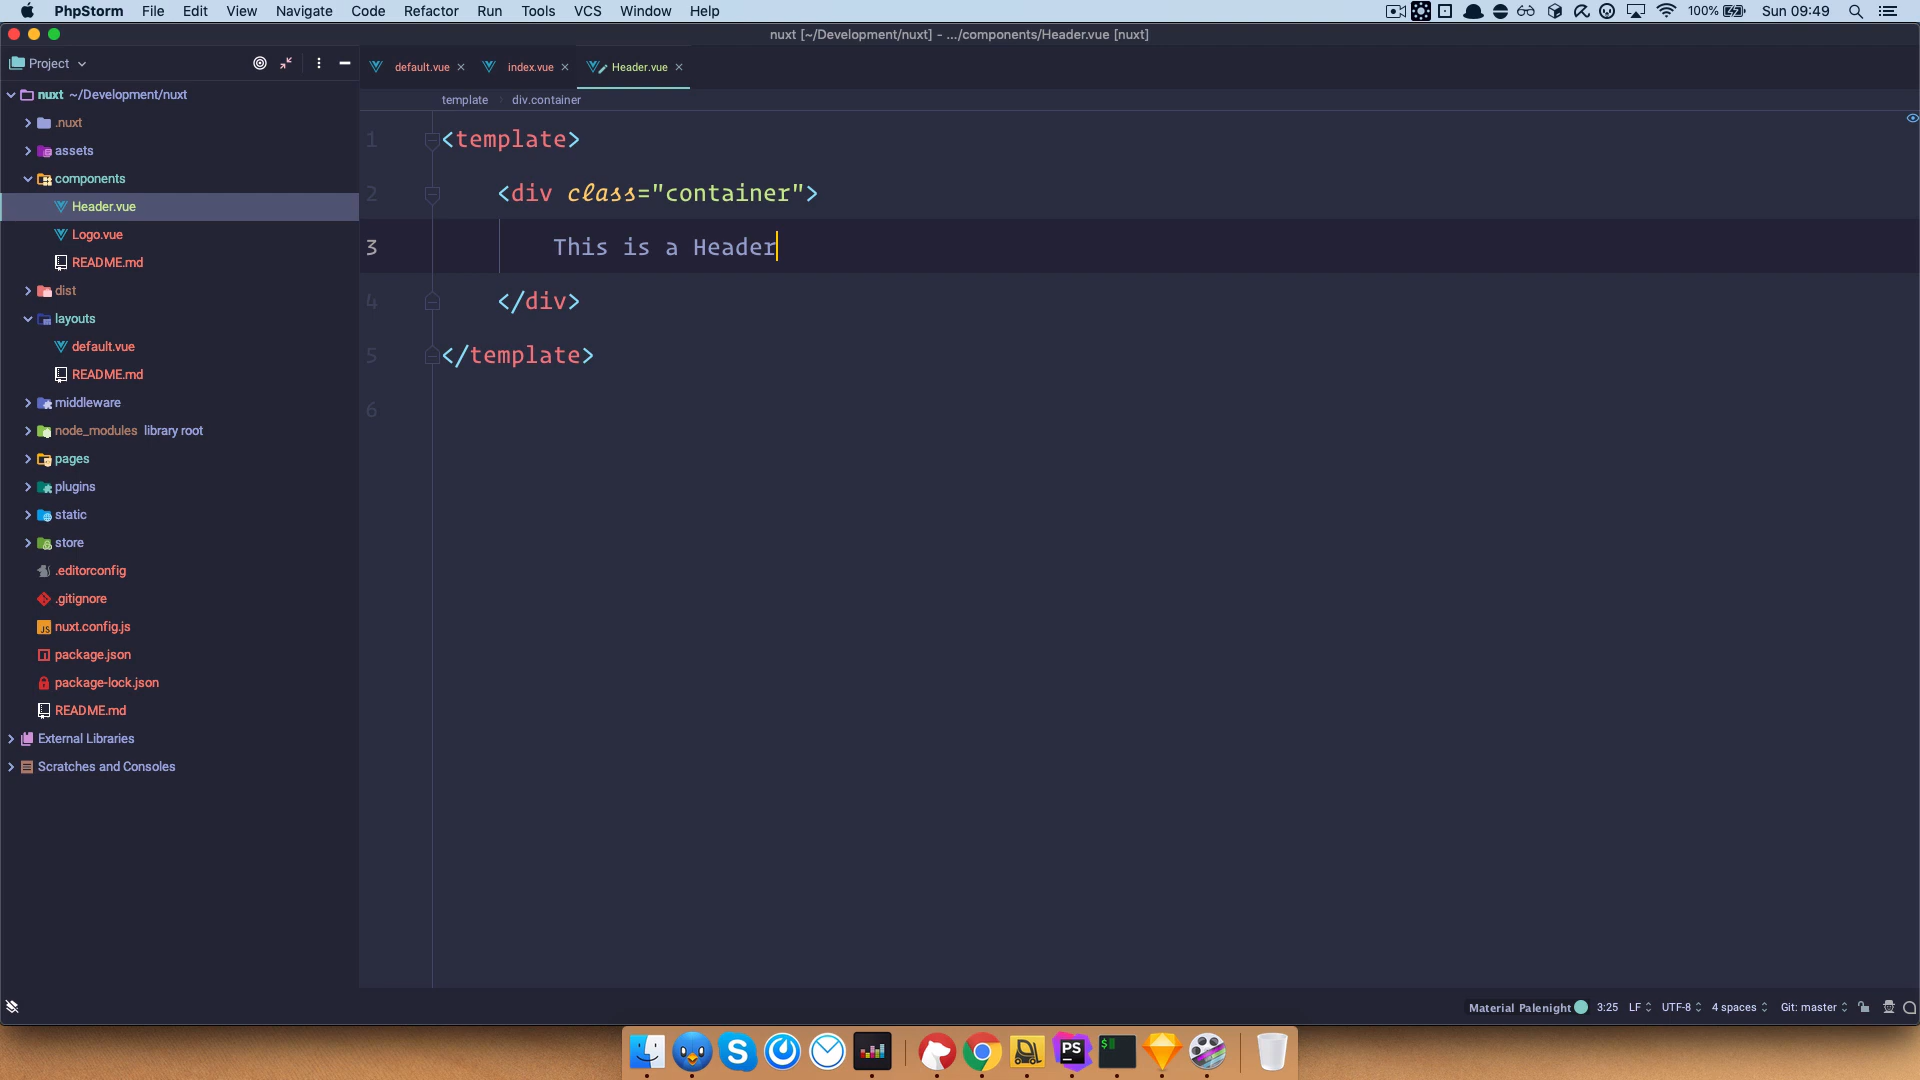 PhpStorm File Edit View Navigate Code Refactor Run Tools VCS Window Help 100% Sun 09:49
nuxt [~/Development/nuxt] - .../components/Header.vue [nuxt]
Project
default.vue
index.vue
Header.vue
template
div.container
nuxt ~/Development/nuxt
.nuxt
assets
components
Header.vue
Logo.vue
README.md
dist
layouts
default.vue
README.md
middleware
node_modules library root
pages
plugins
static
store
.editorconfig
.gitignore
nuxt.config.js
package.json
package-lock.json
README.md
External Libraries
Scratches and Consoles
1 <template>
2 <div class="container">
3 This is a Header
4 </div>
5 </template>
6
Material Palenight 3:25 LF UTF-8 4 spaces Git: master
PS
$